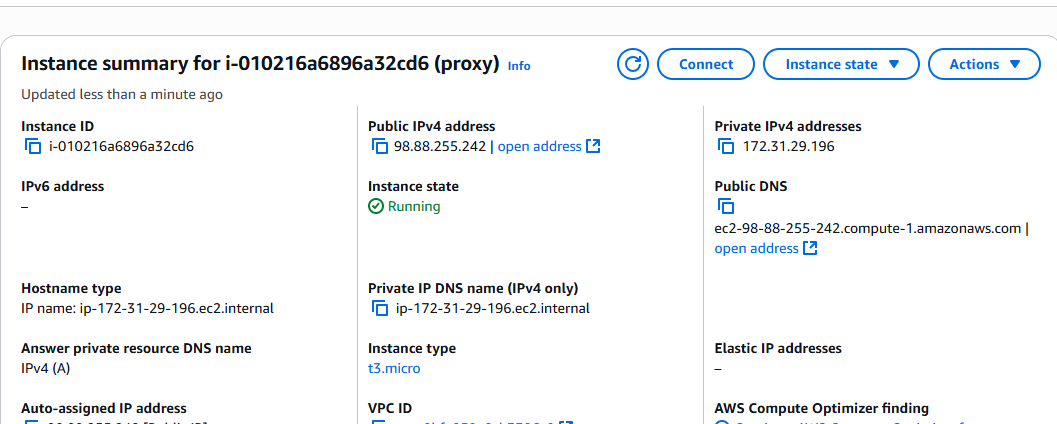 Instance summary for i-010216a6896a32cd6 (proxy) Info
Connect
Instance state
Actions
Updated less than a minute ago
Instance ID
i-010216a6896a32cd6
Public IPv4 address
98.88.255.242 | open address
Private IPv4 addresses
172.31.29.196
IPv6 address
–
Instance state
Running
Public DNS
ec2-98-88-255-242.compute-1.amazonaws.com |
open address
Hostname type
IP name: ip-172-31-29-196.ec2.internal
Private IP DNS name (IPv4 only)
ip-172-31-29-196.ec2.internal
Answer private resource DNS name
IPv4 (A)
Instance type
t3.micro
Elastic IP addresses
–
Auto-assigned IP address
VPC ID
AWS Compute Optimizer finding